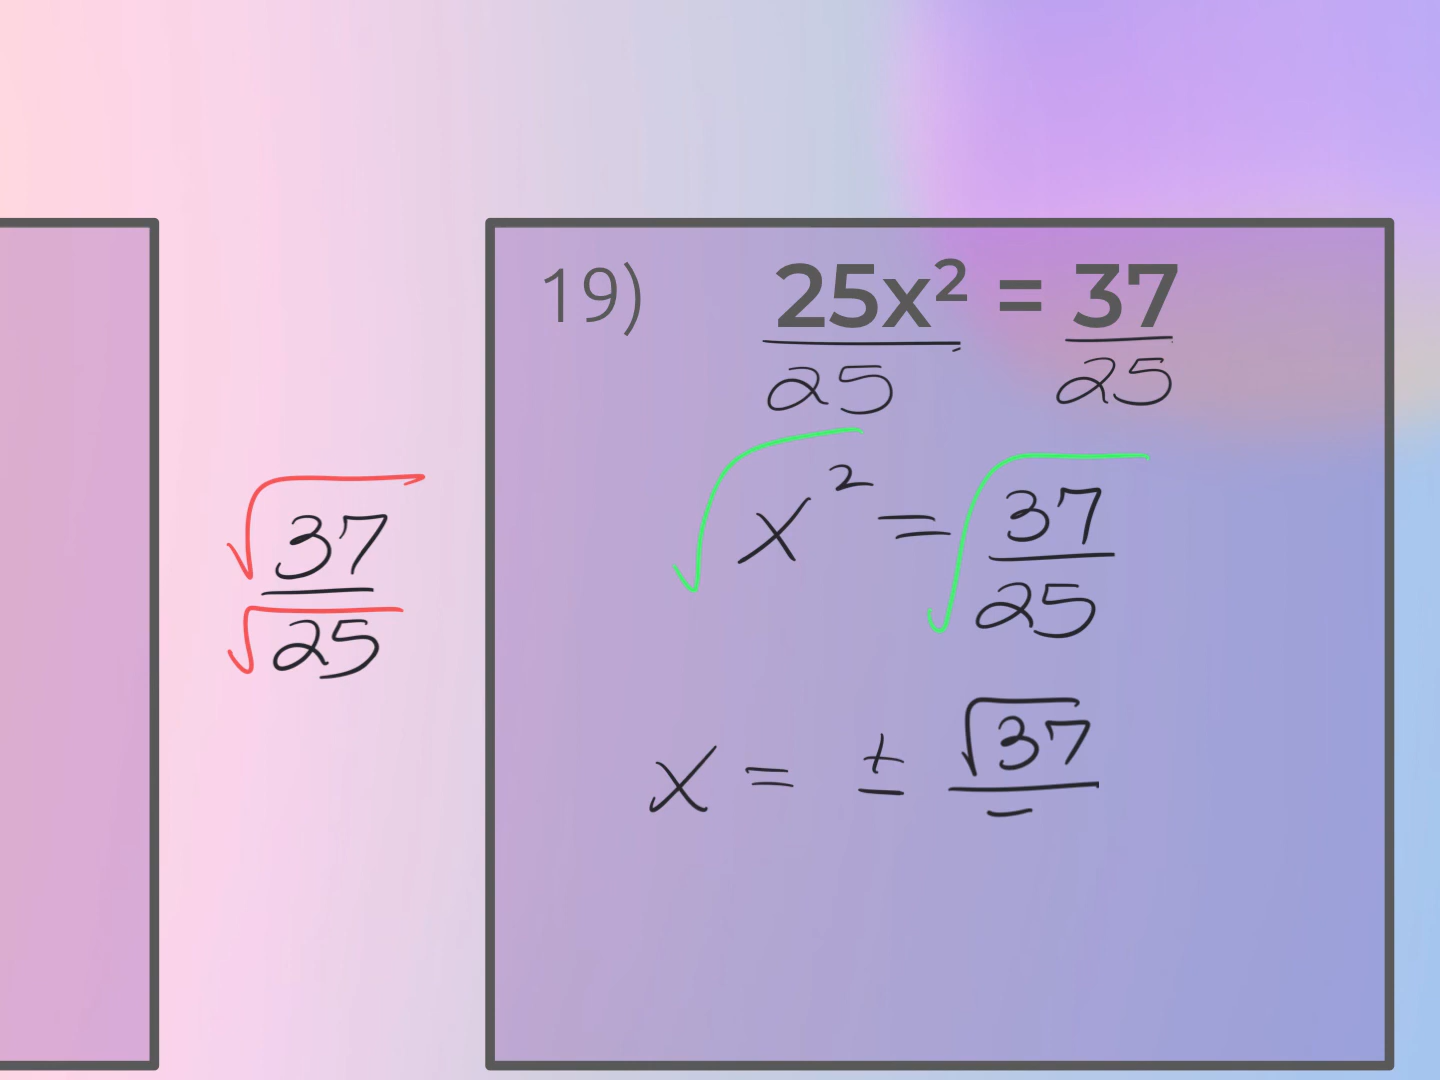 19) 25x² = 37
25 25
x² = 37
25
√37
√25
x = ± √37